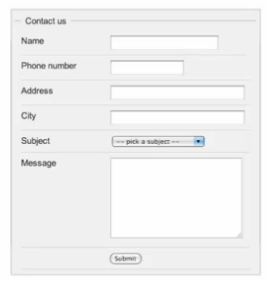 Contact us
Name
Phone number
Address
City
Subject
--- pick a subject ---
Message
Submit